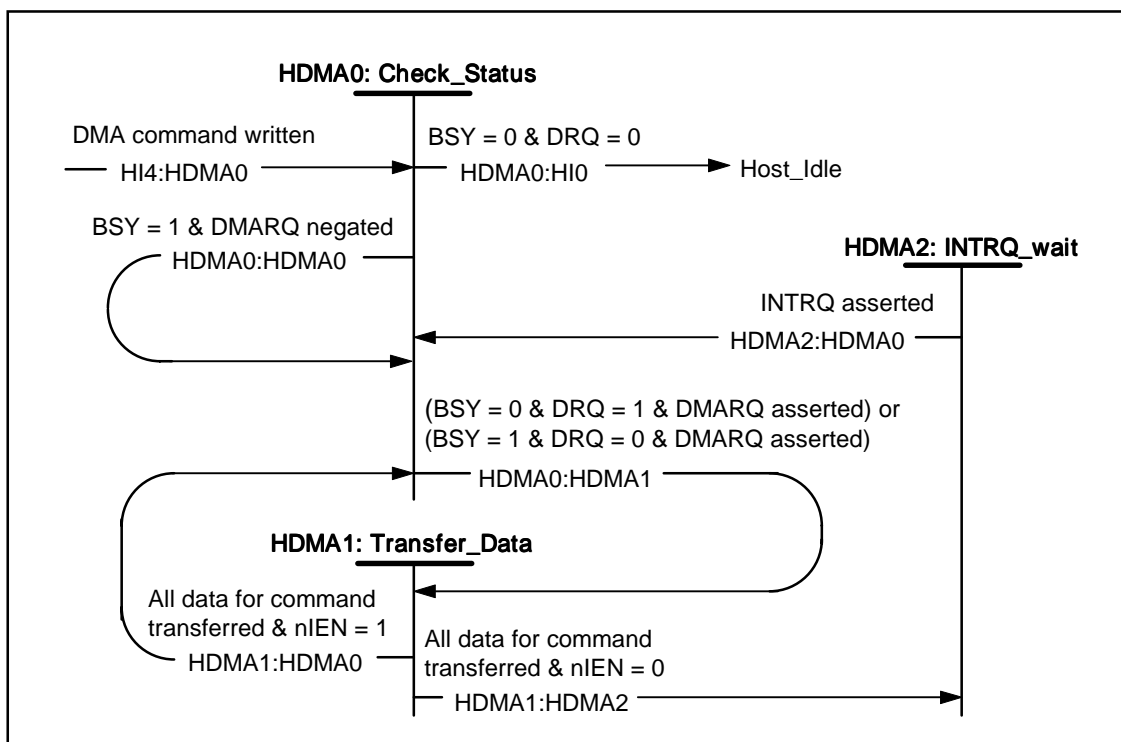 HDMA0: Check_Status
DMA command written
HI4:HDMA0
BSY = 0 & DRQ = 0
HDMA0:HI0
Host_Idle
BSY = 1 & DMARQ negated
HDMA0:HDMA0
HDMA2: INTRQ_wait
INTRQ asserted
HDMA2:HDMA0
(BSY = 0 & DRQ = 1 & DMARQ asserted) or
(BSY = 1 & DRQ = 0 & DMARQ asserted)
HDMA0:HDMA1
HDMA1: Transfer_Data
All data for command
transferred & nIEN = 1
HDMA1:HDMA0
All data for command
transferred & nIEN = 0
HDMA1:HDMA2